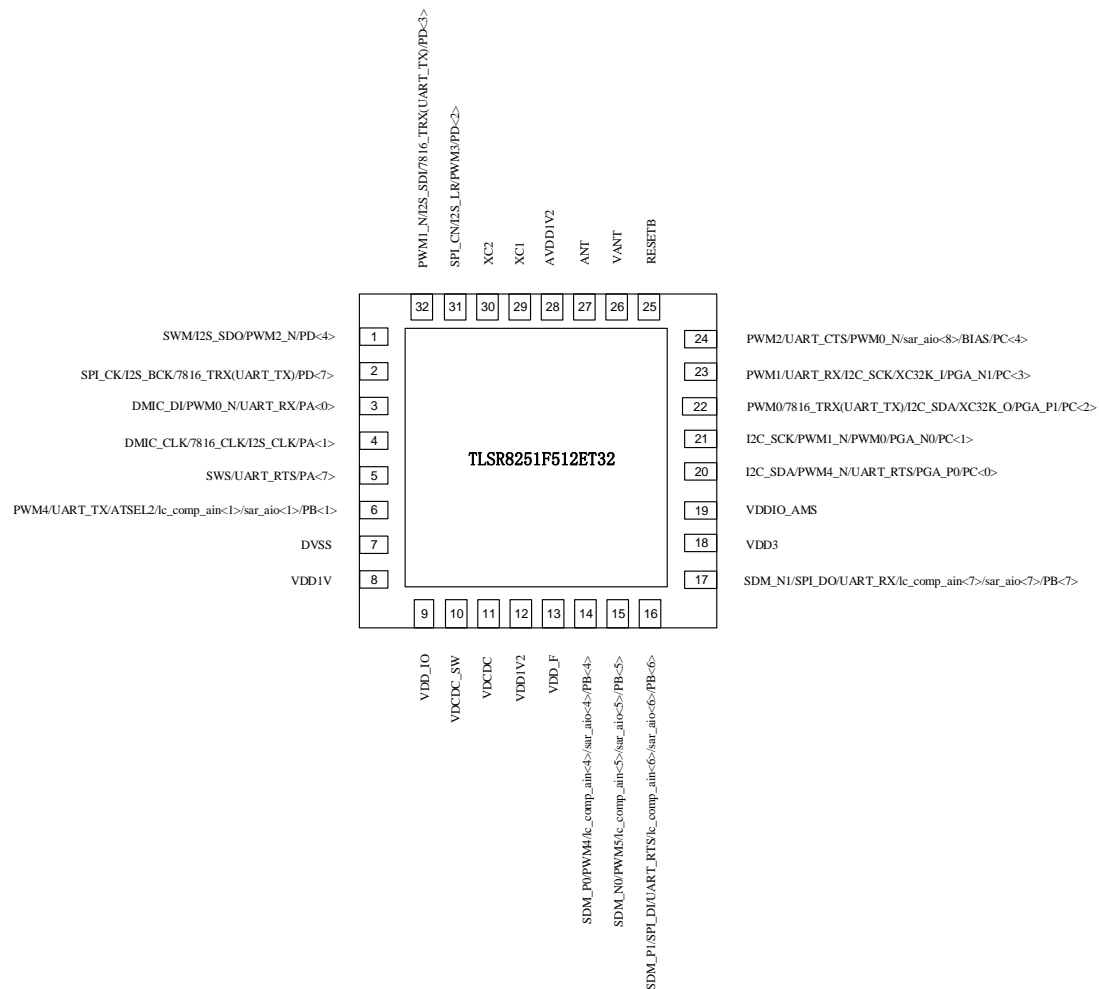 PWM1_N/I2S_SDI/7816_TRX(UART_TX)/PD<3>
SPI_CN/I2S_LR/PWM3/PD<2>
XC2
XC1
AVDD1V2
ANT
VANT
RESETB
32
31
30
29
28
27
26
25
SWM/I2S_SDO/PWM2_N/PD<4>
1
SPI_CK/I2S_BCK/7816_TRX(UART_TX)/PD<7>
2
DMIC_DI/PWM0_N/UART_RX/PA<0>
3
DMIC_CLK/7816_CLK/I2S_CLK/PA<1>
4
SWS/UART_RTS/PA<7>
5
PWM4/UART_TX/ATSEL2/lc_comp_ain<1>/sar_aio<1>/PB<1>
6
DVSS
7
VDD1V
8
TLSR8251F512ET32
24
PWM2/UART_CTS/PWM0_N/sar_aio<8>/BIAS/PC<4>
23
PWM1/UART_RX/I2C_SCK/XC32K_I/PGA_N1/PC<3>
22
PWM0/7816_TRX(UART_TX)/I2C_SDA/XC32K_O/PGA_P1/PC<2>
21
I2C_SCK/PWM1_N/PWM0/PGA_N0/PC<1>
20
I2C_SDA/PWM4_N/UART_RTS/PGA_P0/PC<0>
19
VDDIO_AMS
18
VDD3
17
SDM_N1/SPI_DO/UART_RX/lc_comp_ain<7>/sar_aio<7>/PB<7>
9
10
11
12
13
14
15
16
VDD_IO
VDCDC_SW
VDCDC
VDD1V2
VDD_F
SDM_P0/PWM4/lc_comp_ain<4>/sar_aio<4>/PB<4>
SDM_N0/PWM5/lc_comp_ain<5>/sar_aio<5>/PB<5>
SDM_P1/SPI_DI/UART_RTS/lc_comp_ain<6>/sar_aio<6>/PB<6>